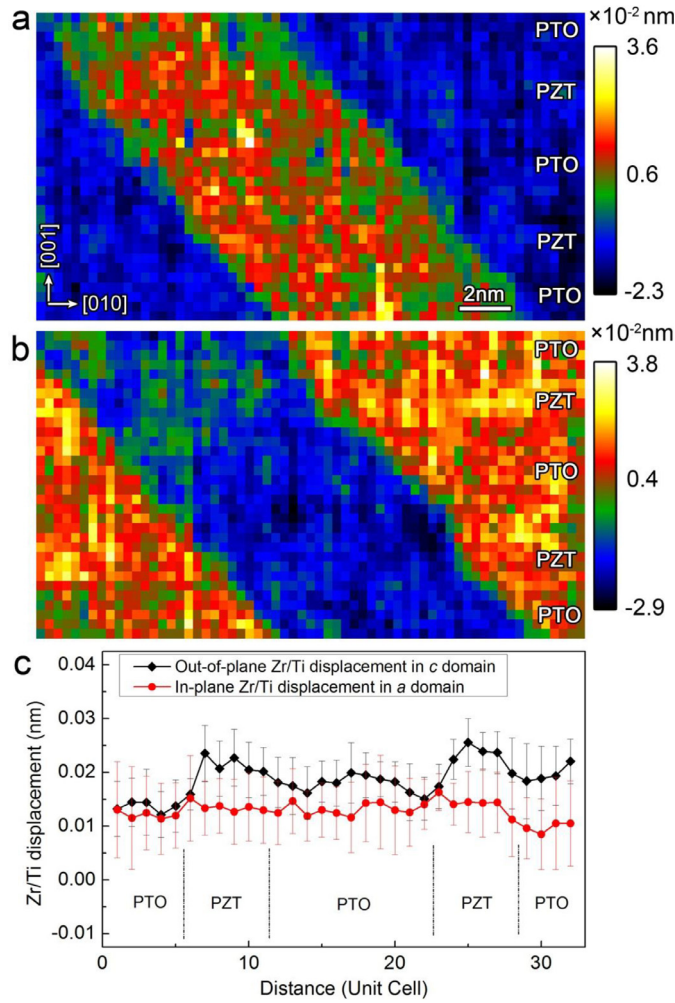 a
×10-2 nm
PTO
3.6
PZT
PTO
0.6
PZT
[001]
[010]
2nm
PTO
-2.3
b
×10-2nm
PTO
3.8
PZT
PTO
0.4
PZT
PTO
-2.9
c
0.04
Out-of-plane Zr/Ti displacement in c domain
In-plane Zr/Ti displacement in a domain
0.03
0.02
0.01
0.00
-0.01
Zr/Ti displacement (nm)
PTO PZT PTO PZT PTO
0 10 20 30
Distance (Unit Cell)